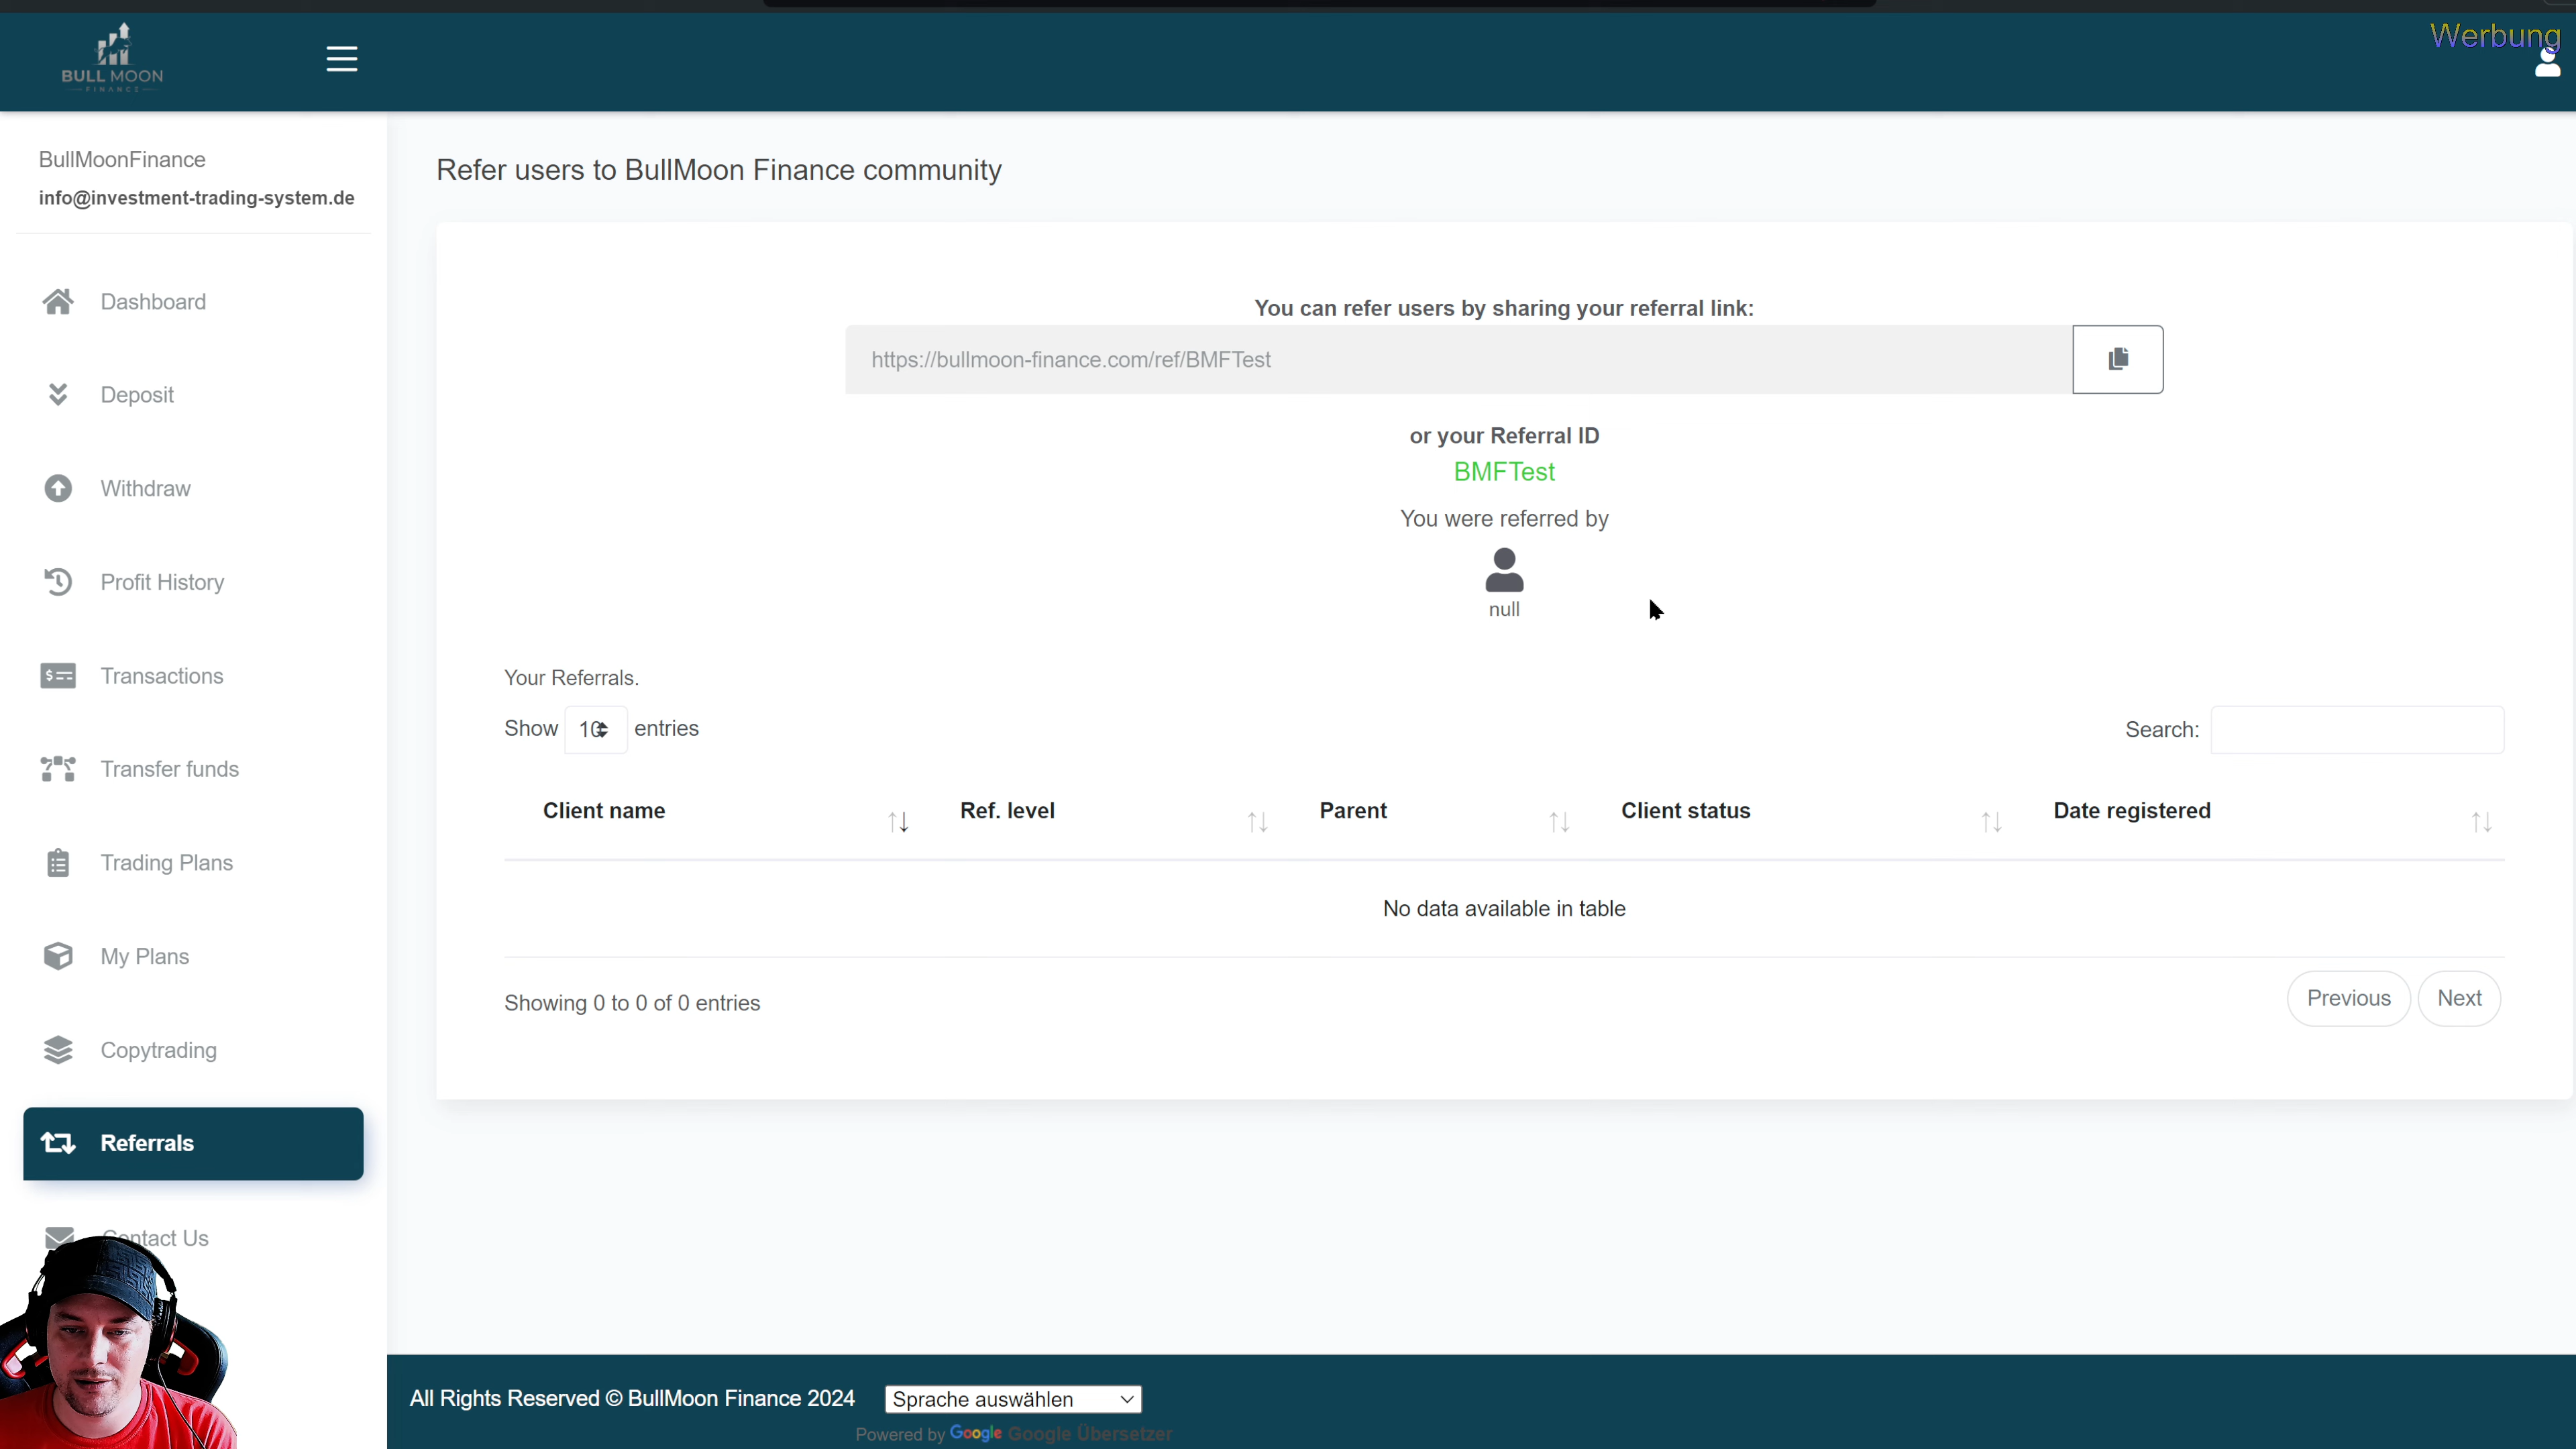 Werbung
BULL MOON
FINANCE
BullMoonFinance
info@investment-trading-system.de
Dashboard
Deposit
Withdraw
Profit History
Transactions
Transfer funds
Trading Plans
My Plans
Copytrading
Referrals
Contact Us
Refer users to BullMoon Finance community
You can refer users by sharing your referral link:
https://bullmoon-finance.com/ref/BMFTest
or your Referral ID
BMFTest
You were referred by
null
Your Referrals.
Show 10 entries
Search:
Client name Ref. level Parent Client status Date registered
No data available in table
Showing 0 to 0 of 0 entries
Previous Next
All Rights Reserved © BullMoon Finance 2024
Sprache auswählen
Powered by Google Google Übersetzer